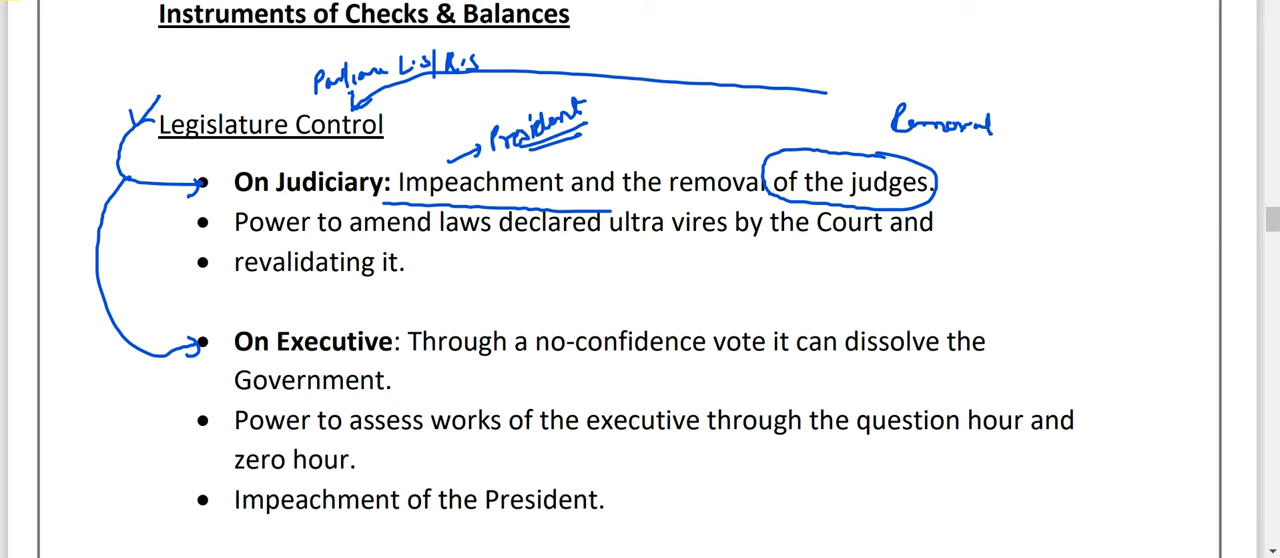 Instruments of Checks & Balances
L.S/R.S
Legislature Control
→ President
Removal
• On Judiciary: Impeachment and the removal of the judges.
• Power to amend laws declared ultra vires by the Court and
• revalidating it.
• On Executive: Through a no-confidence vote it can dissolve the
Government.
• Power to assess works of the executive through the question hour and
zero hour.
• Impeachment of the President.